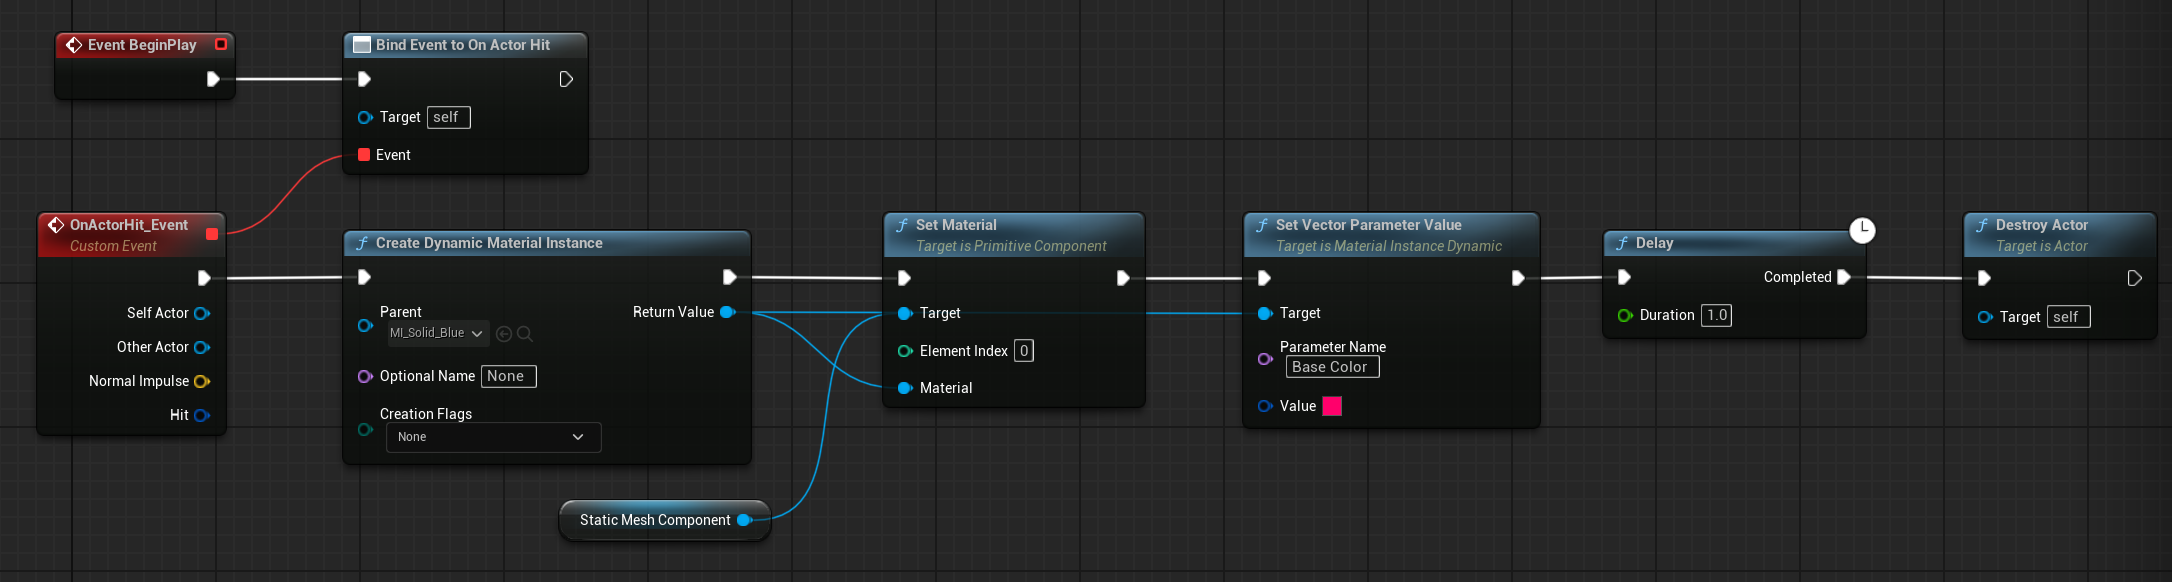 Event BeginPlay
Bind Event to On Actor Hit
Target self
Event
OnActorHit_Event
Custom Event
Self Actor
Other Actor
Normal Impulse
Hit
Create Dynamic Material Instance
Parent
MI_Solid_Blue
Return Value
Optional Name None
Creation Flags
None
Static Mesh Component
Set Material
Target is Primitive Component
Target
Element Index 0
Material
Set Vector Parameter Value
Target is Material Instance Dynamic
Target
Parameter Name
Base Color
Value
Delay
Completed
Duration 1.0
Destroy Actor
Target is Actor
Target self